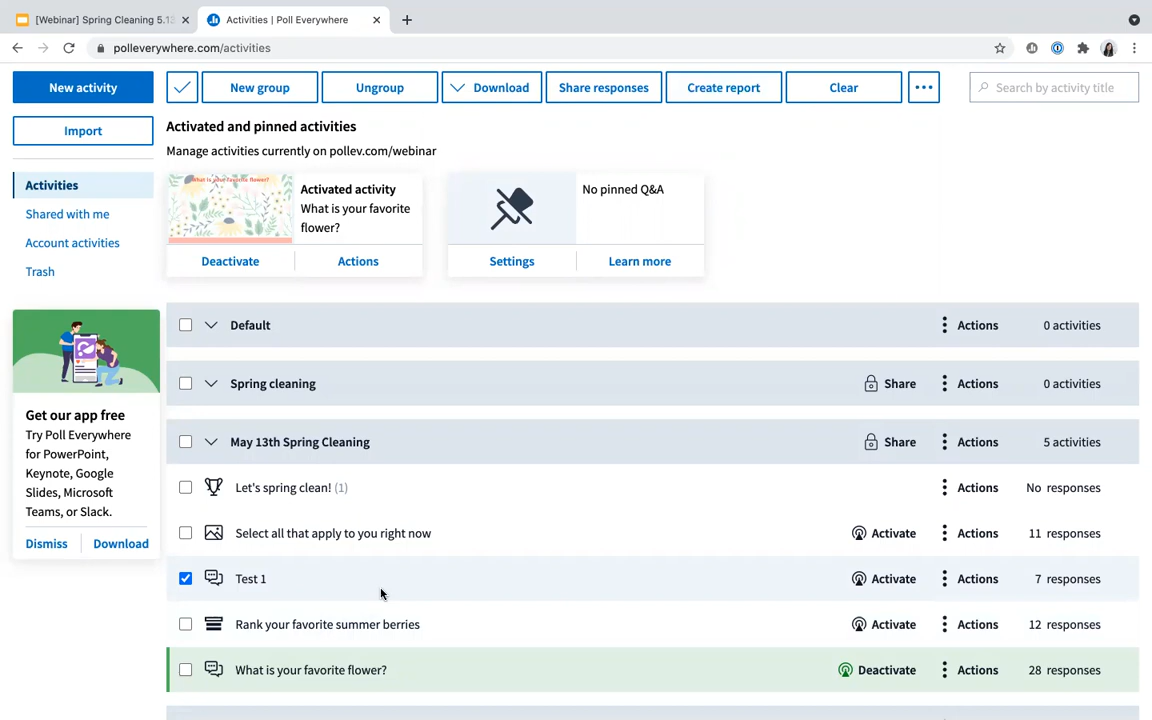 [Webinar] Spring Cleaning 5.13
Activities | Poll Everywhere
polleverywhere.com/activities
New activity
New group
Ungroup
Download
Share responses
Create report
Clear
Search by activity title
Import
Activities
Shared with me
Account activities
Trash
Get our app free
Try Poll Everywhere
for PowerPoint,
Keynote, Google
Slides, Microsoft
Teams, or Slack.
Dismiss
Download
Activated and pinned activities
Manage activities currently on pollev.com/webinar
What is your favorite flower?
Activated activity
What is your favorite
flower?
Deactivate
Actions
No pinned Q&A
Settings
Learn more
Default Actions 0 activities
Spring cleaning Share Actions 0 activities
May 13th Spring Cleaning Share Actions 5 activities
Let's spring clean! (1) Actions No responses
Select all that apply to you right now Activate Actions 11 responses
Test 1 Activate Actions 7 responses
Rank your favorite summer berries Activate Actions 12 responses
What is your favorite flower? Deactivate Actions 28 responses